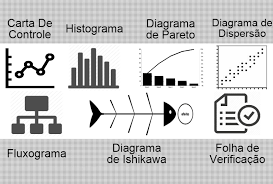 Carta De
Controle
Histograma
Diagrama
de Pareto
Diagrama de
Dispersão
Fluxograma
Diagrama
de Ishikawa
Folha de
Verificação